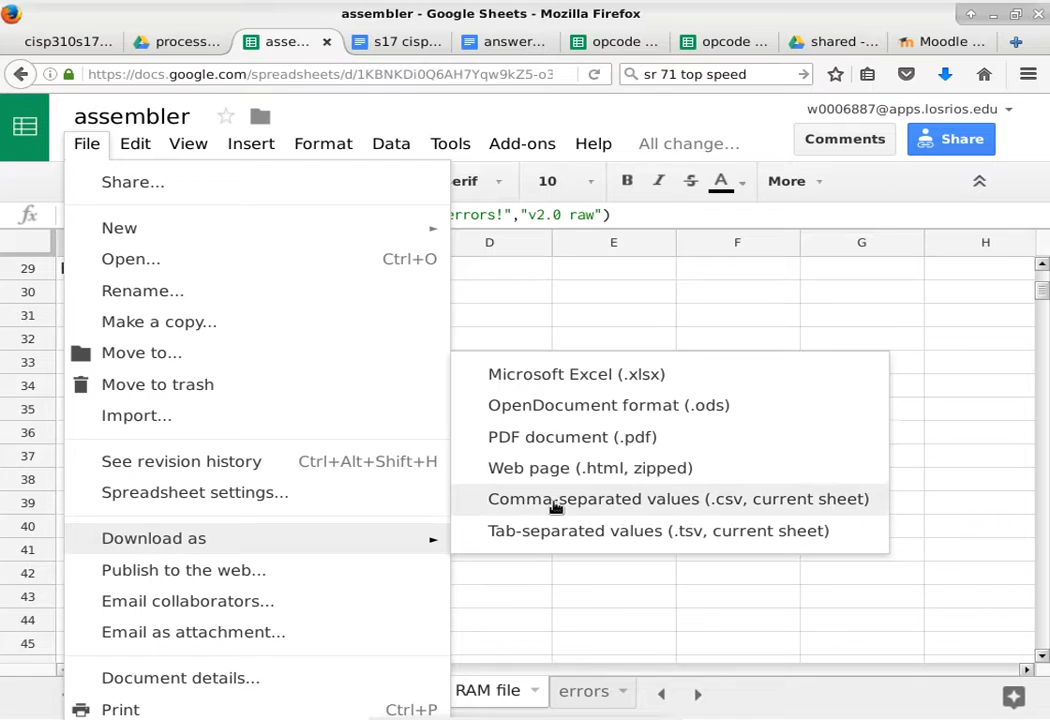 assembler - Google Sheets - Mozilla Firefox
cisp310s17... process... asse... s17 cisp... answer... opcode ... opcode ... shared -... Moodle ...
https://docs.google.com/spreadsheets/d/1KBNKDi0Q6AH7Yqw9kZ5-o3
sr 71 top speed
assembler
w0006887@apps.losrios.edu
File Edit View Insert Format Data Tools Add-ons Help All change...
Comments
Share
erif 10 B I S A More
fx
errors!","v2.0 raw")
D E F G H
29
30
31
32
33
34
35
36
37
38
39
40
41
42
43
44
45
Share...
New
Open... Ctrl+O
Rename...
Make a copy...
Move to...
Move to trash
Import...
See revision history Ctrl+Alt+Shift+H
Spreadsheet settings...
Download as
Publish to the web...
Email collaborators...
Email as attachment...
Document details...
Print Ctrl+P
Microsoft Excel (.xlsx)
OpenDocument format (.ods)
PDF document (.pdf)
Web page (.html, zipped)
Comma-separated values (.csv, current sheet)
Tab-separated values (.tsv, current sheet)
RAM file errors